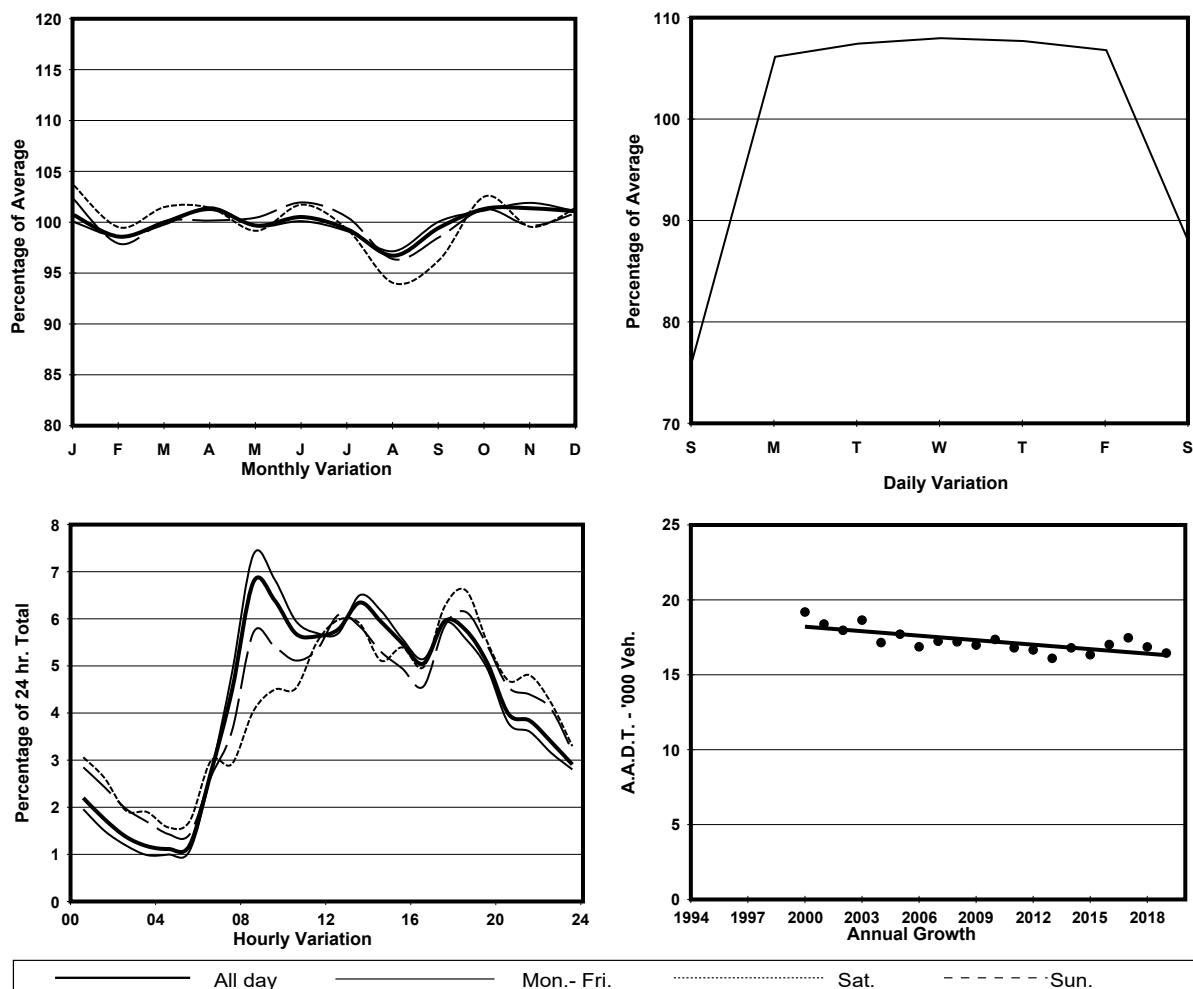 120
115
110
105
100
95
90
85
80
Percentage of Average
J F M A M J J A S O N D
Monthly Variation
110
100
90
80
70
Percentage of Average
S M T W T F S
Daily Variation
8
7
6
5
4
3
2
1
0
Percentage of 24 hr. Total
00 04 08 12 16 20 24
Hourly Variation
25
20
15
10
5
0
A.A.D.T. - '000 Veh.
1994 1997 2000 2003 2006 2009 2012 2015 2018
Annual Growth
All day Mon.- Fri. Sat. Sun.